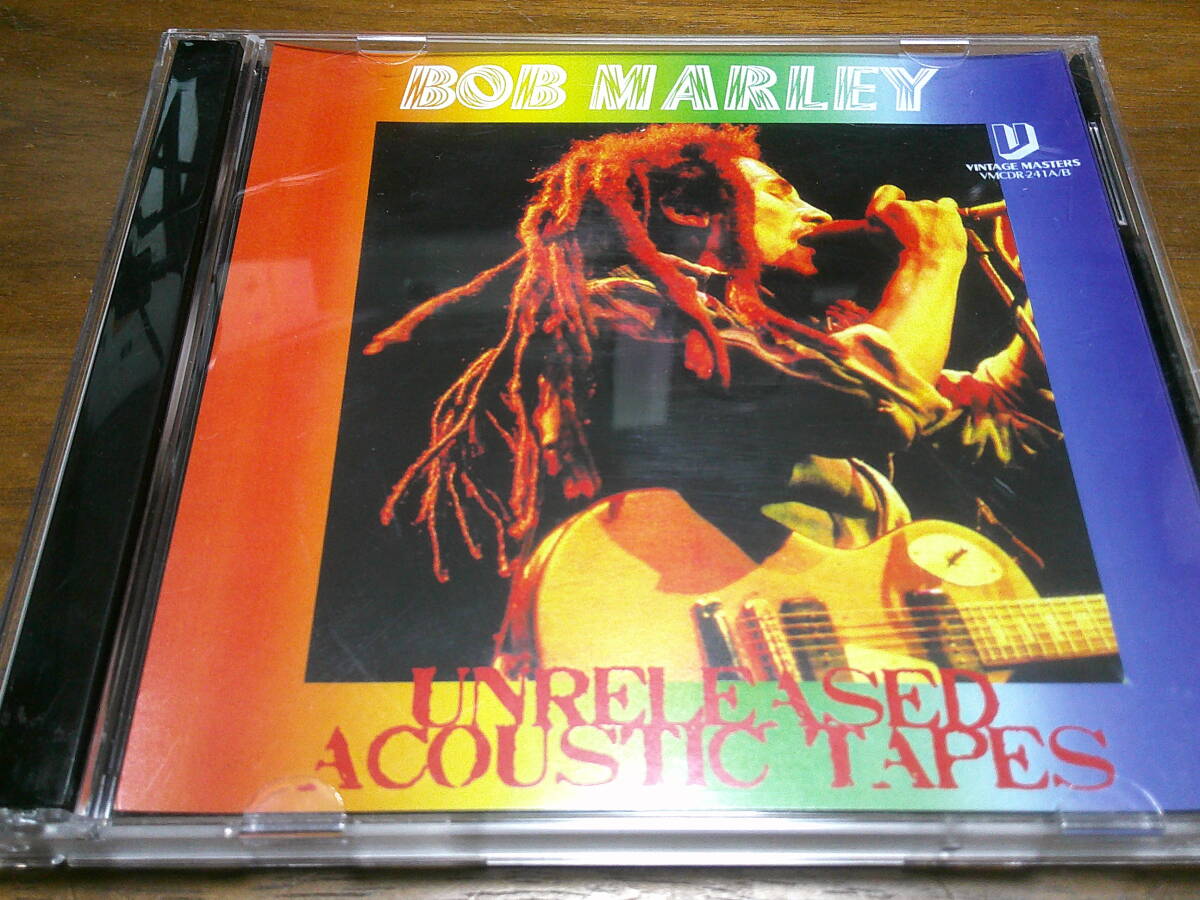 BOB MARLEY
VINTAGE MASTERS
VMCDR-241A/B
UNRELEASED
ACOUSTIC TAPES